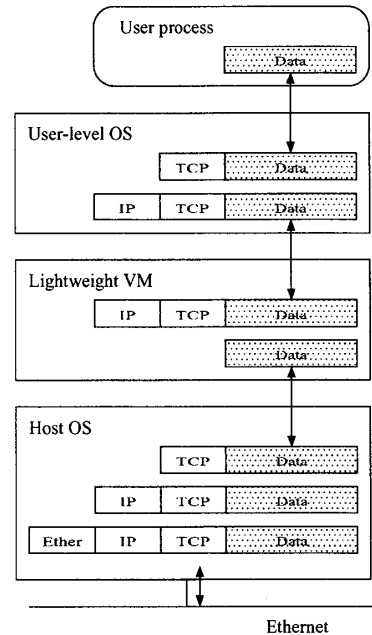 User process
Data
User-level OS
TCP Data
IP TCP Data
Lightweight VM
IP TCP Data
Data
Host OS
TCP Data
IP TCP Data
Ether IP TCP Data
Ethernet